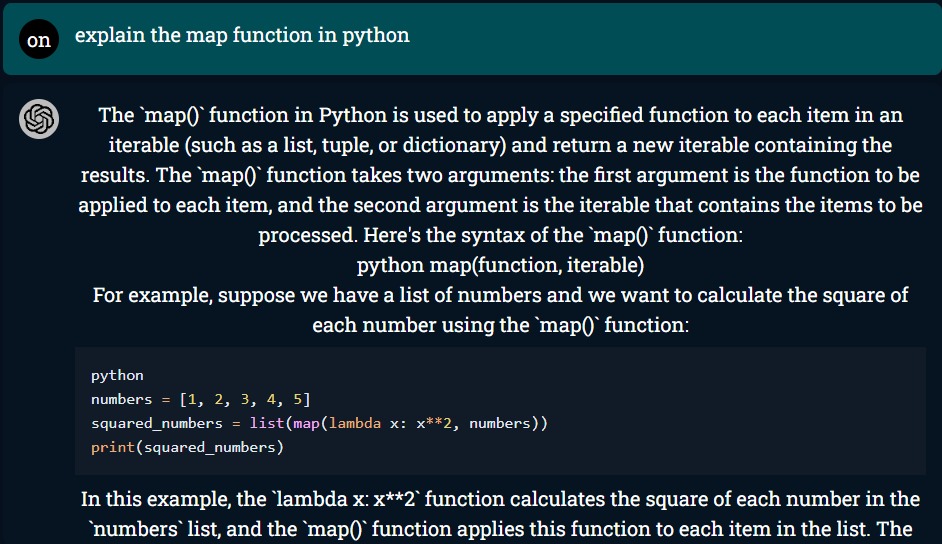 on
explain the map function in python
The `map()` function in Python is used to apply a specified function to each item in an
iterable (such as a list, tuple, or dictionary) and return a new iterable containing the
results. The `map()` function takes two arguments: the first argument is the function to be
applied to each item, and the second argument is the iterable that contains the items to be
processed. Here's the syntax of the `map()` function:
python map(function, iterable)
For example, suppose we have a list of numbers and we want to calculate the square of
each number using the `map()` function:
python
numbers = [1, 2, 3, 4, 5]
squared_numbers = list(map(lambda x: x**2, numbers))
print(squared_numbers)
In this example, the `lambda x: x**2` function calculates the square of each number in the
`numbers` list, and the `map()` function applies this function to each item in the list. The